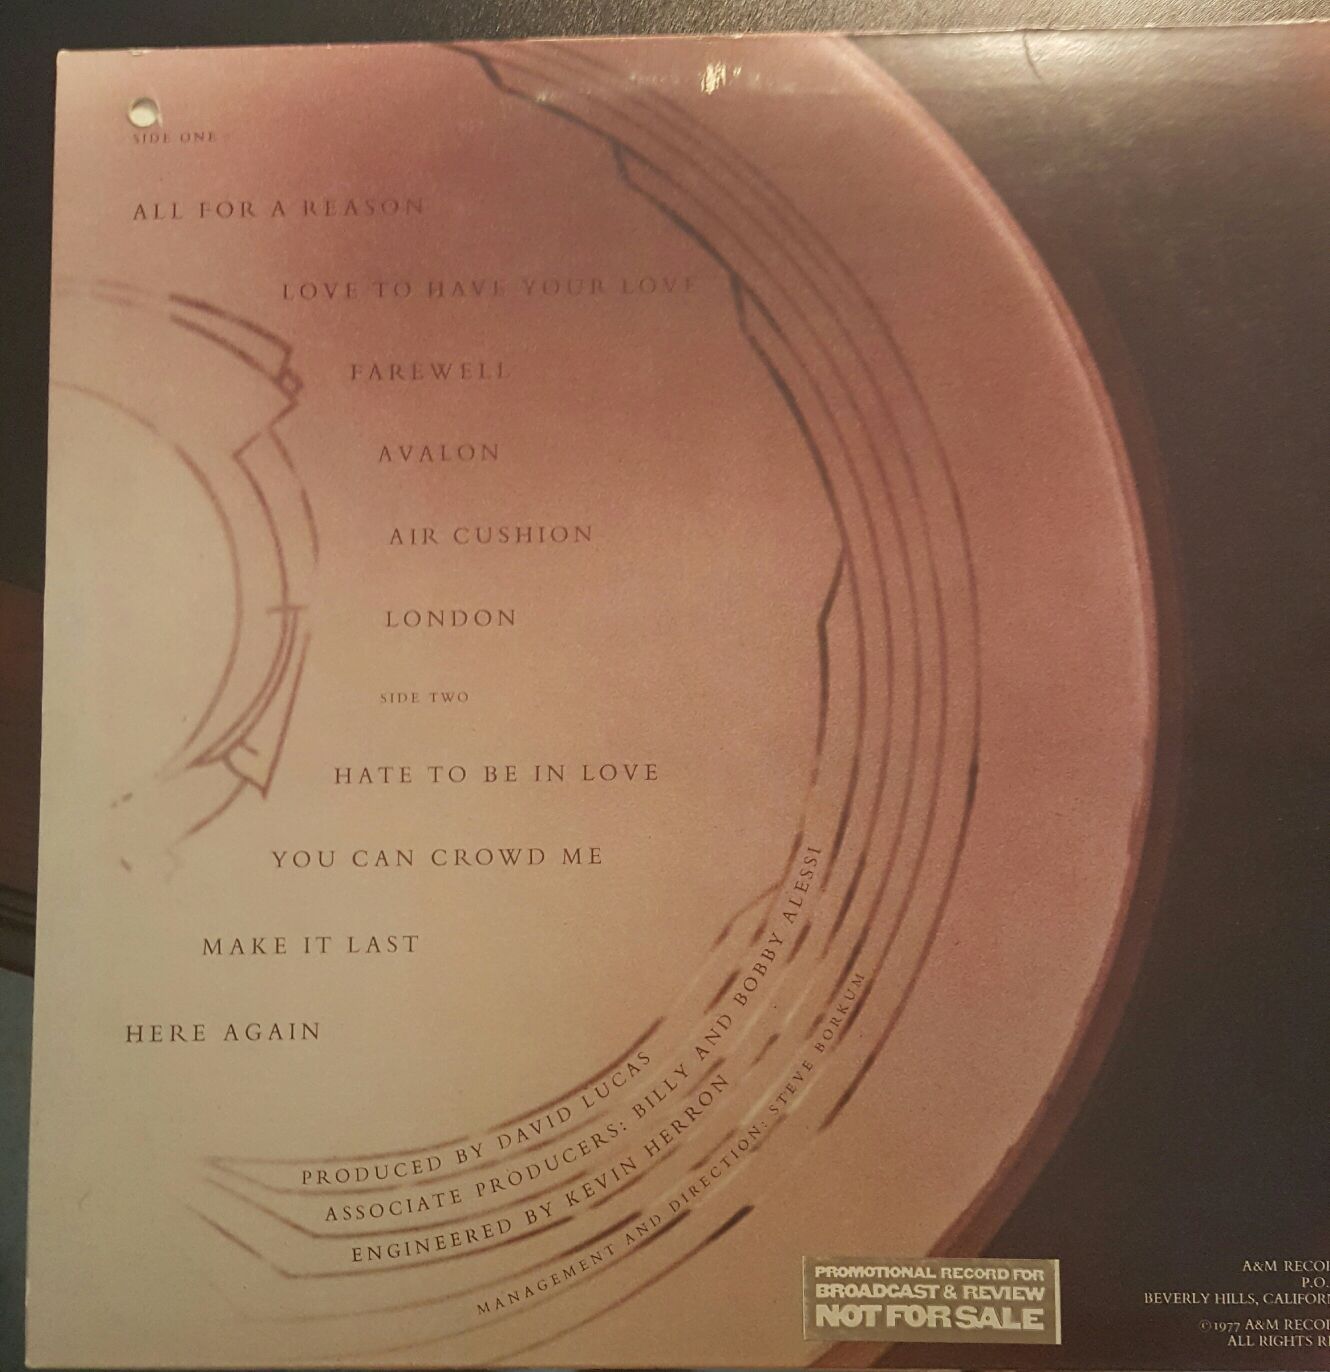 SIDE ONE
ALL FOR A REASON
LOVE TO HAVE YOUR LOVE
FAREWELL
AVALON
AIR CUSHION
LONDON
SIDE TWO
HATE TO BE IN LOVE
YOU CAN CROWD ME
MAKE IT LAST
HERE AGAIN
PRODUCED BY DAVID LUCAS
ASSOCIATE PRODUCERS: BILLY AND BOBBY ALESSI
ENGINEERED BY KEVIN HERRON
MANAGEMENT AND DIRECTION: STEVE BORKUM
PROMOTIONAL RECORD FOR
BROADCAST & REVIEW
NOT FOR SALE
A&M
P.O.
BEVERLY HILLS,
©1977 A&M
ALL RIGHTS